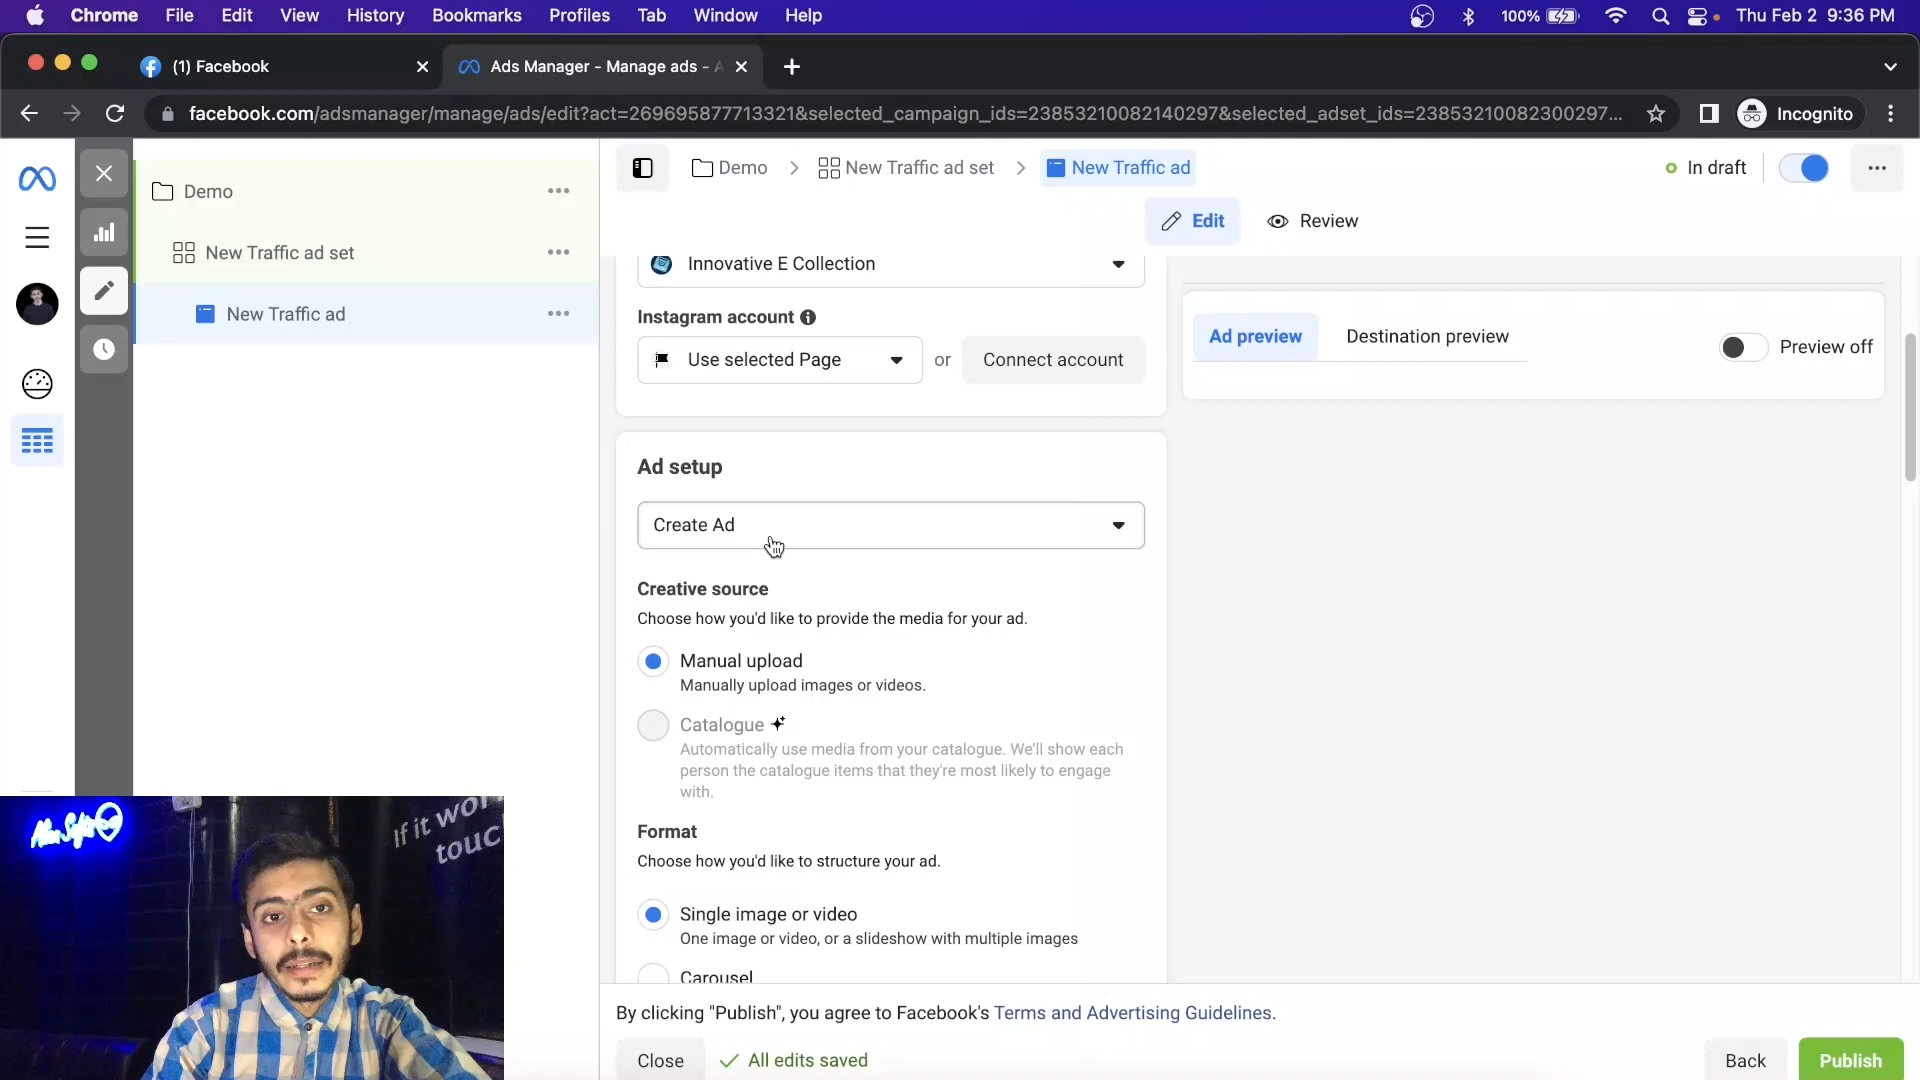 Chrome File Edit View History Bookmarks Profiles Tab Window Help
100% Thu Feb 2 9:36 PM
(1) Facebook
Ads Manager - Manage ads - A
facebook.com/adsmanager/manage/ads/edit?act=269695877713321&selected_campaign_ids=23853210082140297&selected_adset_ids=23853210082300297...
Incognito
Demo
New Traffic ad set
New Traffic ad
Demo > New Traffic ad set > New Traffic ad
In draft
Edit
Review
Innovative E Collection
Instagram account
Use selected Page
or
Connect account
Ad setup
Create Ad
Creative source
Choose how you'd like to provide the media for your ad.
Manual upload
Manually upload images or videos.
Catalogue
Automatically use media from your catalogue. We'll show each
person the catalogue items that they're most likely to engage
with.
Format
Choose how you'd like to structure your ad.
Single image or video
One image or video, or a slideshow with multiple images
Carousel
Ad preview
Destination preview
Preview off
By clicking "Publish", you agree to Facebook's Terms and Advertising Guidelines.
Close
All edits saved
Back
Publish
If it wor
touc